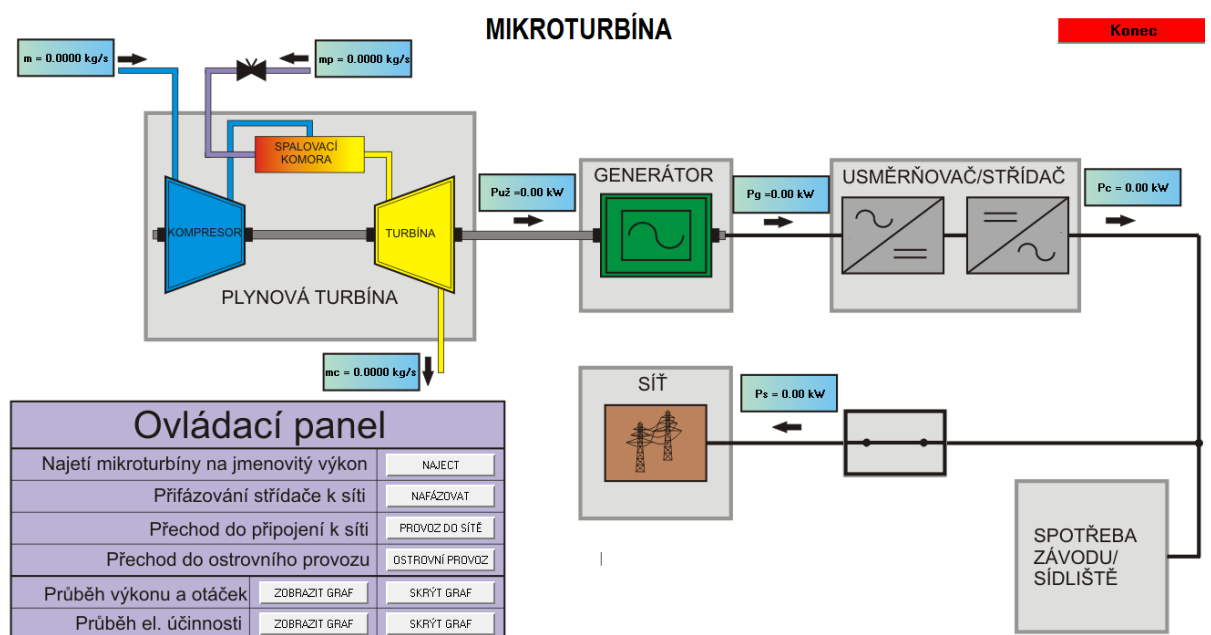 MIKROTURBÍNA
Konec
m = 0.0000 kg/s
mp = 0.0000 kg/s
SPALOVACÍ
KOMORA
KOMPRESOR
TURBÍNA
PLYNOVÁ TURBÍNA
Puž =0.00 kW
GENERÁTOR
Pg =0.00 kW
USMĚRŇOVAČ/STŘÍDAČ
Pc = 0.00 kW
mc = 0.0000 kg/s
SÍŤ
Ps = 0.00 kW
SPOTŘEBA
ZÁVODU/
SÍDLIŠTĚ
Ovládací panel
Najetí mikroturbíny na jmenovitý výkon NAJECT
Přifázování střídače k síti NAFÁZOVAT
Přechod do připojení k síti PROVOZ DO SÍTĚ
Přechod do ostrovního provozu OSTROVNÍ PROVOZ
Průběh výkonu a otáček ZOBRAZIT GRAF SKRÝT GRAF
Průběh el. účinnosti ZOBRAZIT GRAF SKRÝT GRAF